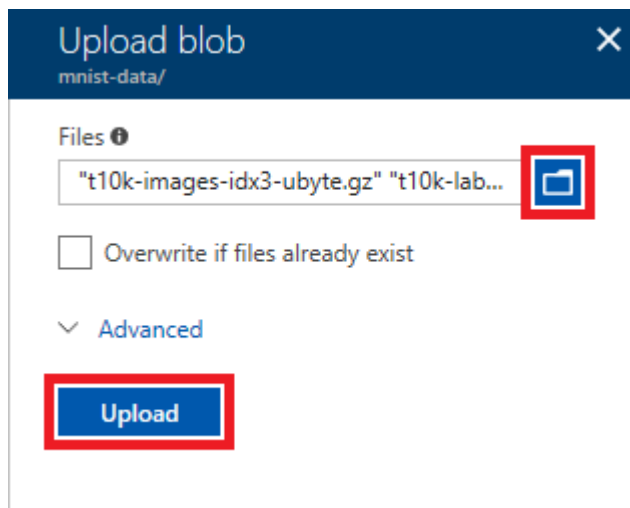 Upload blob
mnist-data/
Files
"t10k-images-idx3-ubyte.gz" "t10k-lab...
Overwrite if files already exist
Advanced
Upload